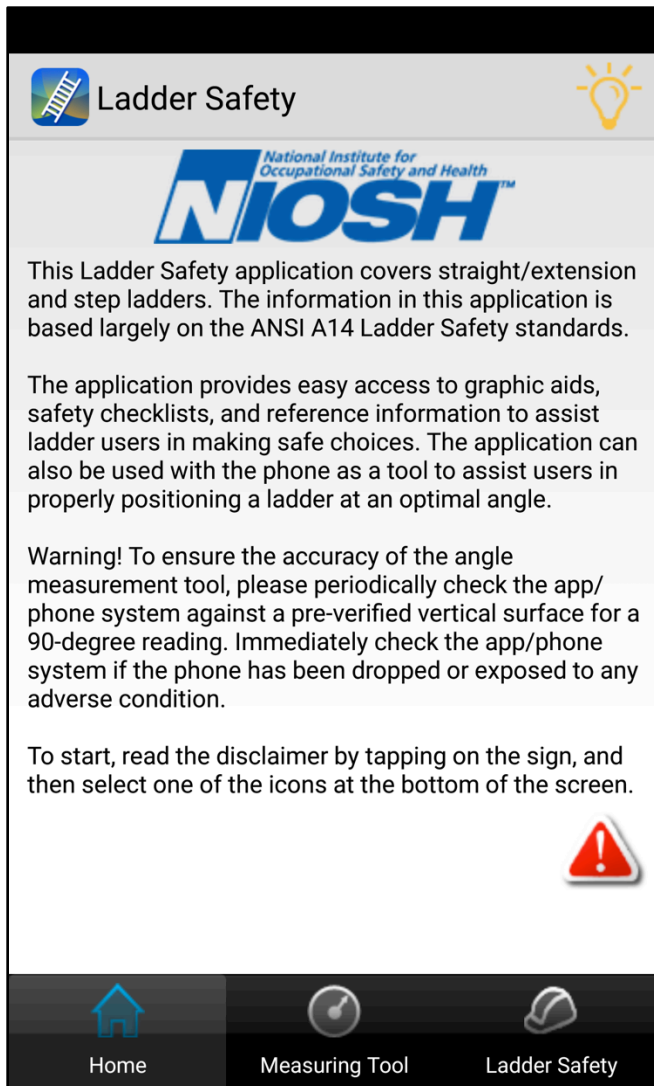 Ladder Safety
National Institute for
Occupational Safety and Health
NIOSH™
This Ladder Safety application covers straight/extension
and step ladders. The information in this application is
based largely on the ANSI A14 Ladder Safety standards.
The application provides easy access to graphic aids,
safety checklists, and reference information to assist
ladder users in making safe choices. The application can
also be used with the phone as a tool to assist users in
properly positioning a ladder at an optimal angle.
Warning! To ensure the accuracy of the angle
measurement tool, please periodically check the app/
phone system against a pre-verified vertical surface for a
90-degree reading. Immediately check the app/phone
system if the phone has been dropped or exposed to any
adverse condition.
To start, read the disclaimer by tapping on the sign, and
then select one of the icons at the bottom of the screen.
Home Measuring Tool Ladder Safety